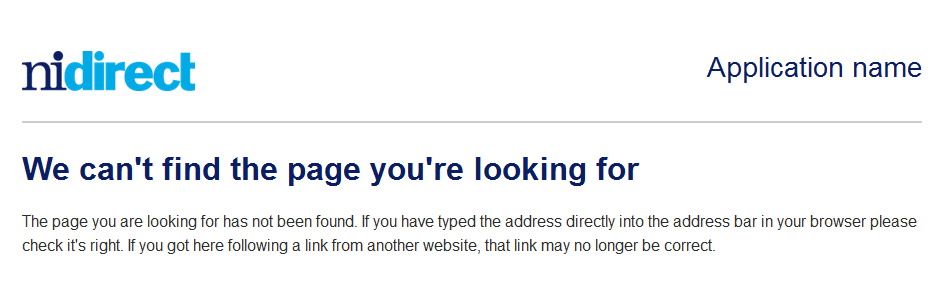 nidirect
Application name
We can't find the page you're looking for
The page you are looking for has not been found. If you have typed the address directly into the address bar in your browser please
check it's right. If you got here following a link from another website, that link may no longer be correct.